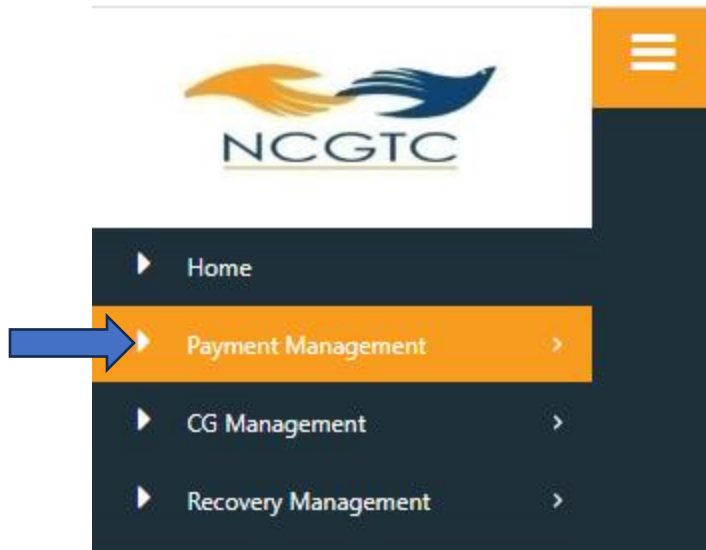 NCGTC
Home
Payment Management
CG Management
Recovery Management